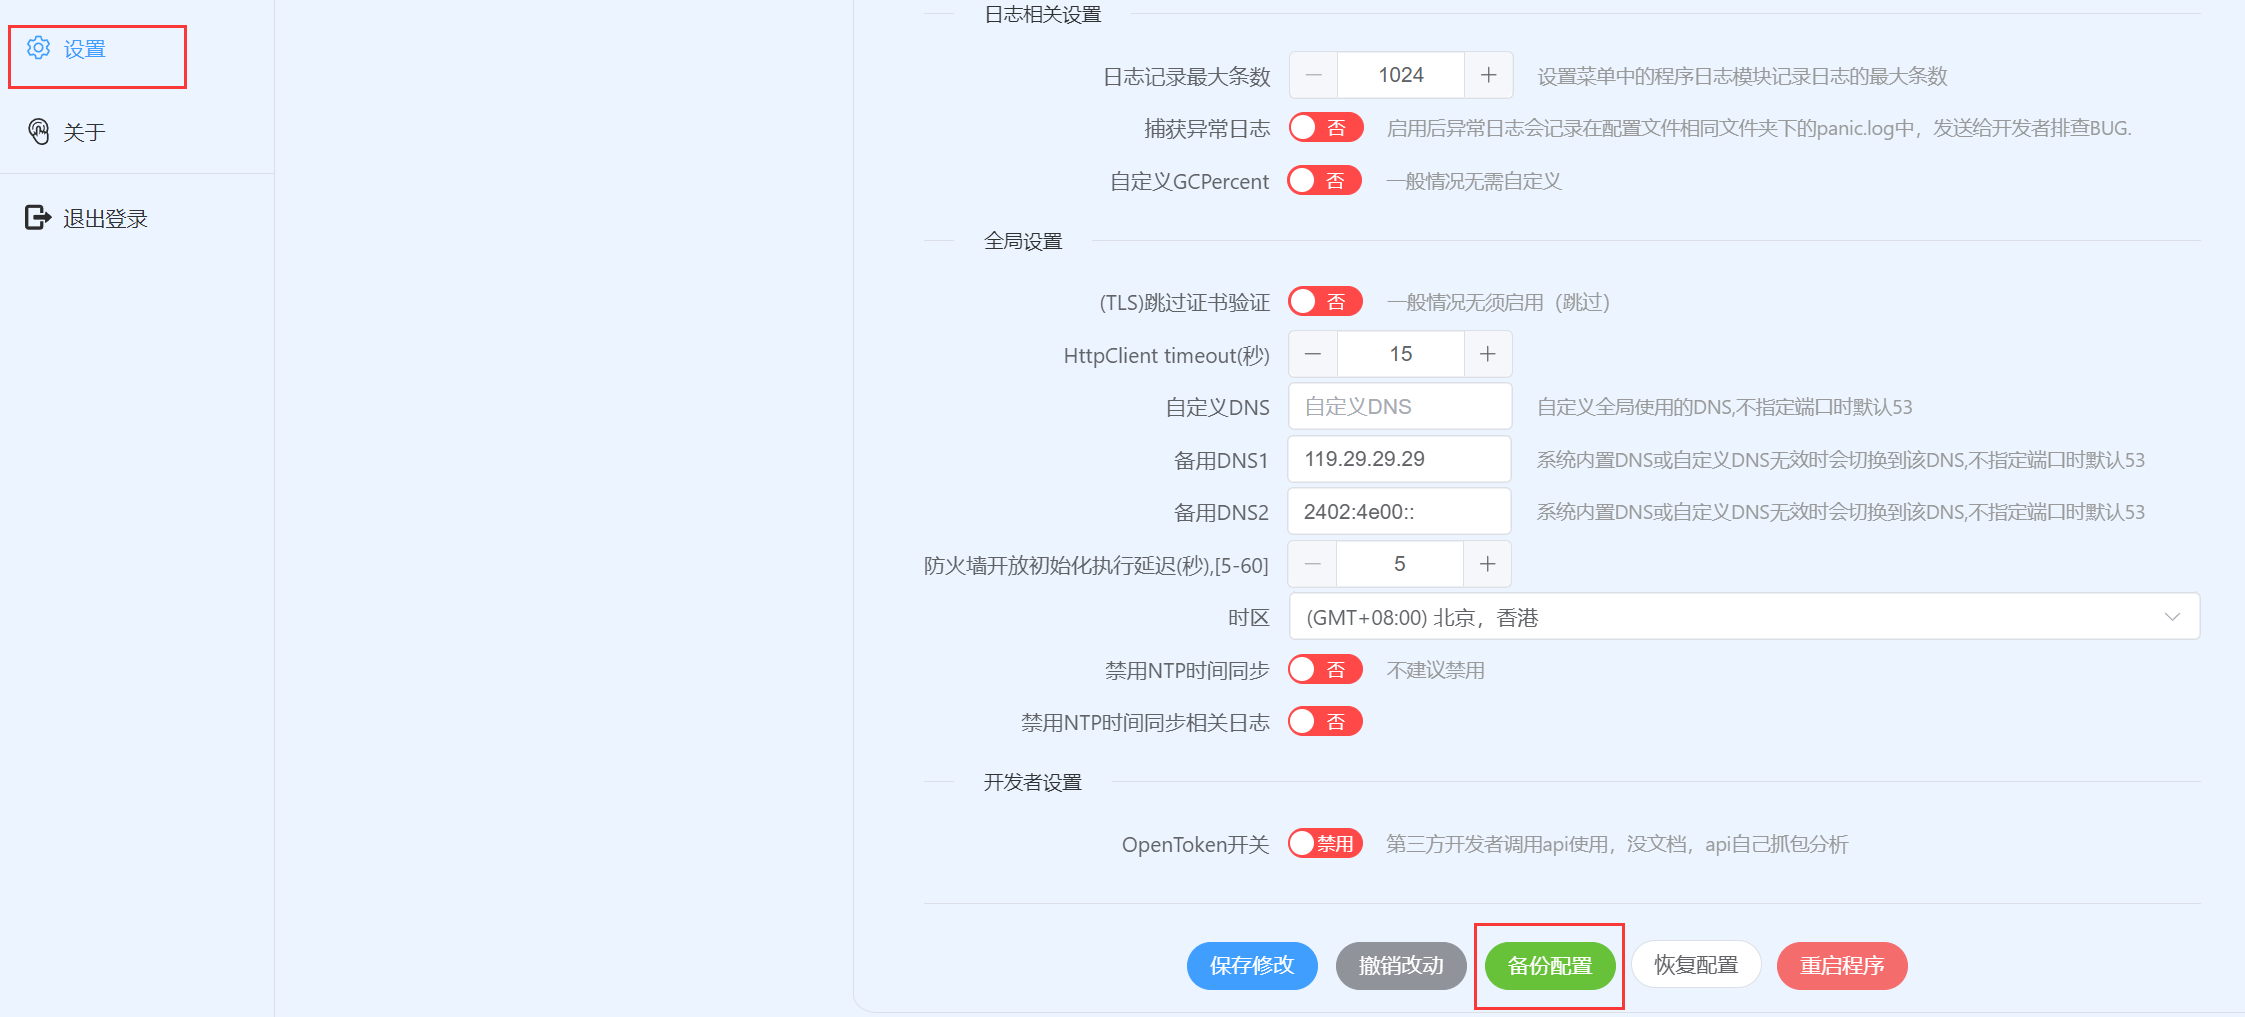 设置
关于
退出登录
日志相关设置
日志记录最大条数 1024 设置菜单中的程序日志模块记录日志的最大条数
捕获异常日志 否 启用后异常日志会记录在配置文件相同文件夹下的panic.log中，发送给开发者排查BUG.
自定义GCPercent 否 一般情况无需自定义
全局设置
(TLS)跳过证书验证 否 一般情况无须启用（跳过）
HttpClient timeout(秒) 15
自定义DNS 自定义DNS 自定义全局使用的DNS,不指定端口时默认53
备用DNS1 119.29.29.29 系统内置DNS或自定义DNS无效时会切换到该DNS,不指定端口时默认53
备用DNS2 2402:4e00:: 系统内置DNS或自定义DNS无效时会切换到该DNS,不指定端口时默认53
防火墙开放初始化执行延迟(秒),[5-60] 5
时区 (GMT+08:00) 北京，香港
禁用NTP时间同步 否 不建议禁用
禁用NTP时间同步相关日志 否
开发者设置
OpenToken开关 禁用 第三方开发者调用api使用，没文档，api自己抓包分析
保存修改 撤销改动 备份配置 恢复配置 重启程序